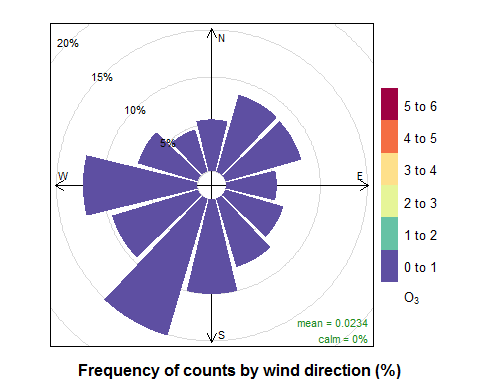 20%
N
15%
10%
5%
W
E
S
mean = 0.0234
calm = 0%
5 to 6
4 to 5
3 to 4
2 to 3
1 to 2
0 to 1
O₃
Frequency of counts by wind direction (%)